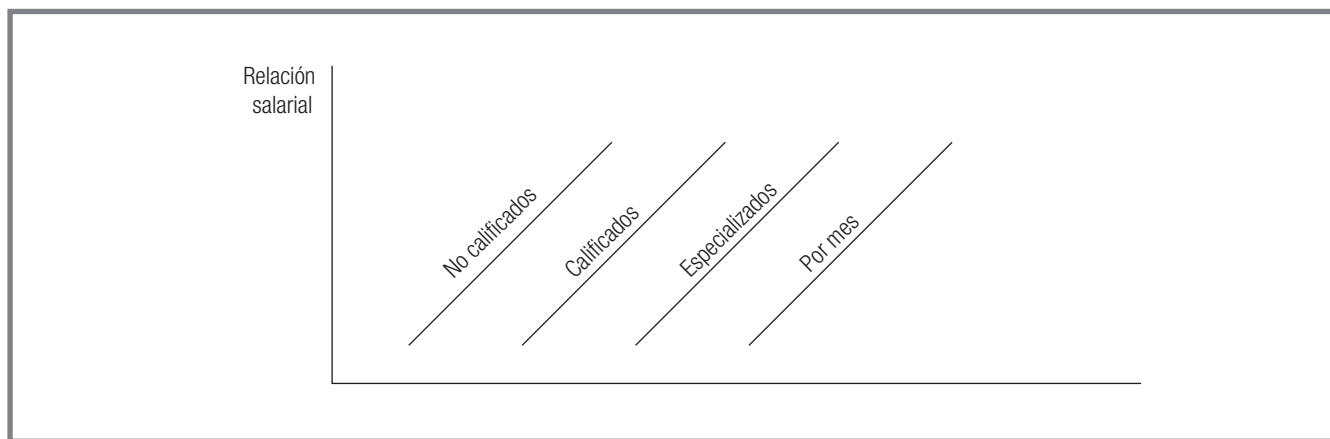 Relación
salarial
No calificados
Calificados
Especializados
Por mes